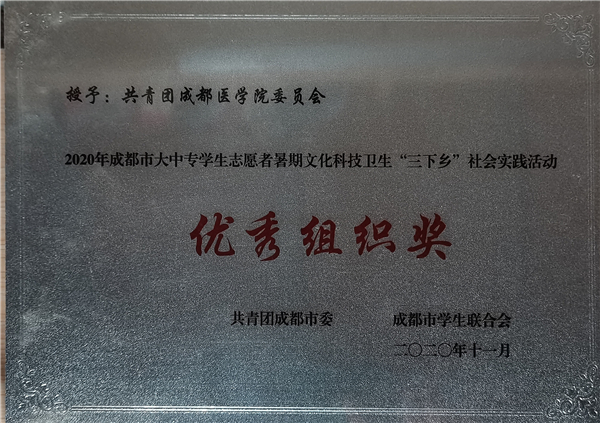 授予：共青团成都医学院委员会
2020年成都市大中专学生志愿者暑期文化科技卫生“三下乡”社会实践活动
优秀组织奖
共青团成都市委 成都市学生联合会
二〇二〇年十一月